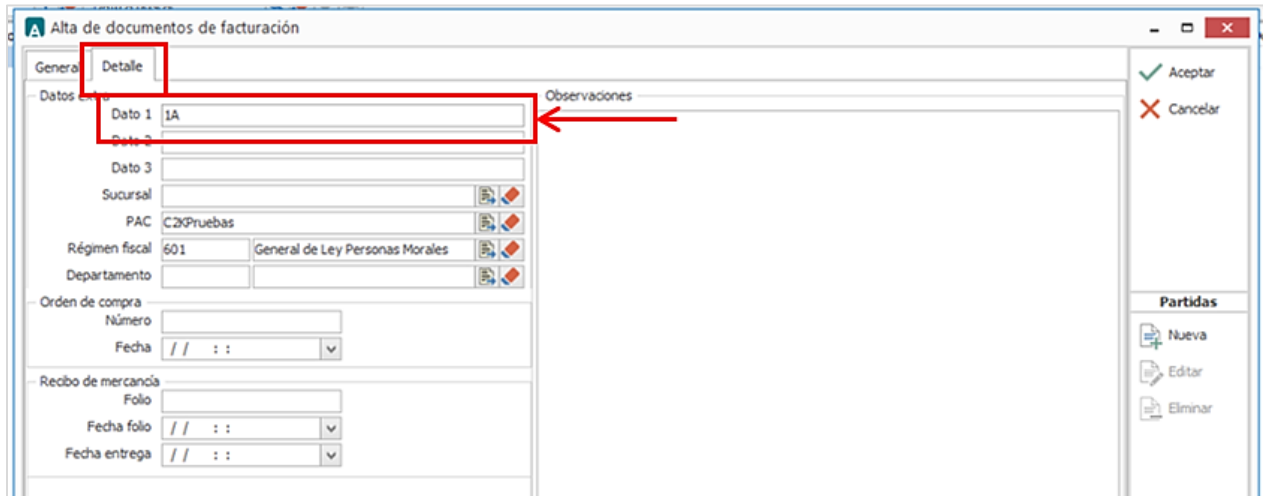 Alta de documentos de facturación
General Detalle
Aceptar
Cancelar
Datos extra
Observaciones
Dato 1 1A
Dato 2
Dato 3
Sucursal
PAC C2KPruebas
Régimen fiscal 601 General de Ley Personas Morales
Departamento
Orden de compra
Número
Fecha / / : :
Recibo de mercancía
Folio
Fecha folio / / : :
Fecha entrega / / : :
Partidas
Nueva
Editar
Eliminar